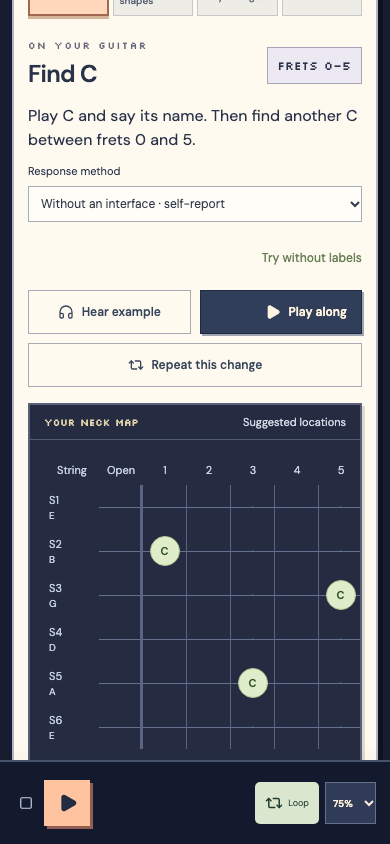 shapes
ON YOUR GUITAR
Find C
FRETS 0–5
Play C and say its name. Then find another C
between frets 0 and 5.
Response method
Without an interface · self-report
Try without labels
Hear example
Play along
Repeat this change
YOUR NECK MAP
Suggested locations
String Open 1 2 3 4 5
S1
E
S2
B
C
S3
G
C
S4
D
S5
A
C
S6
E
Loop
75%